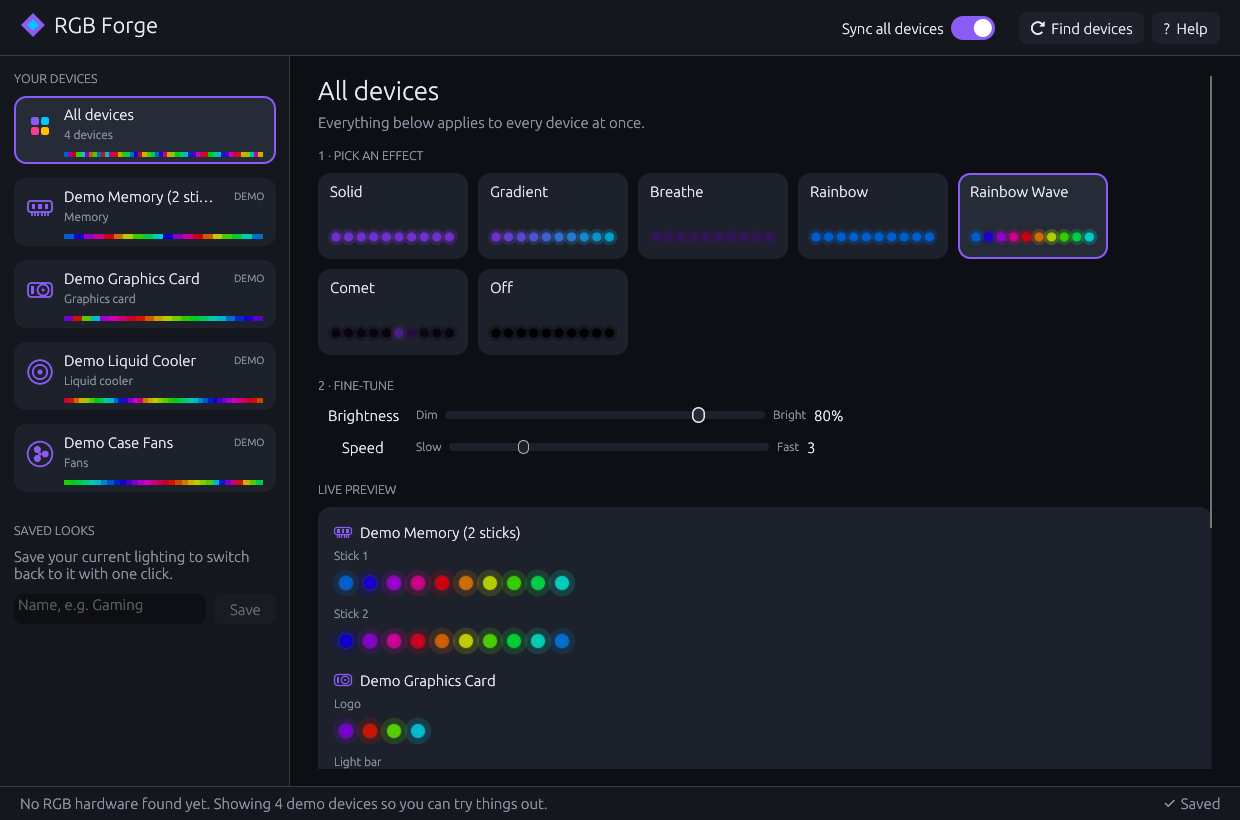 RGB Forge
Sync all devices
Find devices
? Help
YOUR DEVICES
All devices
4 devices
Demo Memory (2 sti...
DEMO
Memory
Demo Graphics Card
DEMO
Graphics card
Demo Liquid Cooler
DEMO
Liquid cooler
Demo Case Fans
DEMO
Fans
SAVED LOOKS
Save your current lighting to switch
back to it with one click.
Name, e.g. Gaming
Save
All devices
Everything below applies to every device at once.
1 · PICK AN EFFECT
Solid
Gradient
Breathe
Rainbow
Rainbow Wave
Comet
Off
2 · FINE-TUNE
Brightness Dim Bright 80%
Speed Slow Fast 3
LIVE PREVIEW
Demo Memory (2 sticks)
Stick 1
Stick 2
Demo Graphics Card
Logo
Light bar
No RGB hardware found yet. Showing 4 demo devices so you can try things out.
✓ Saved